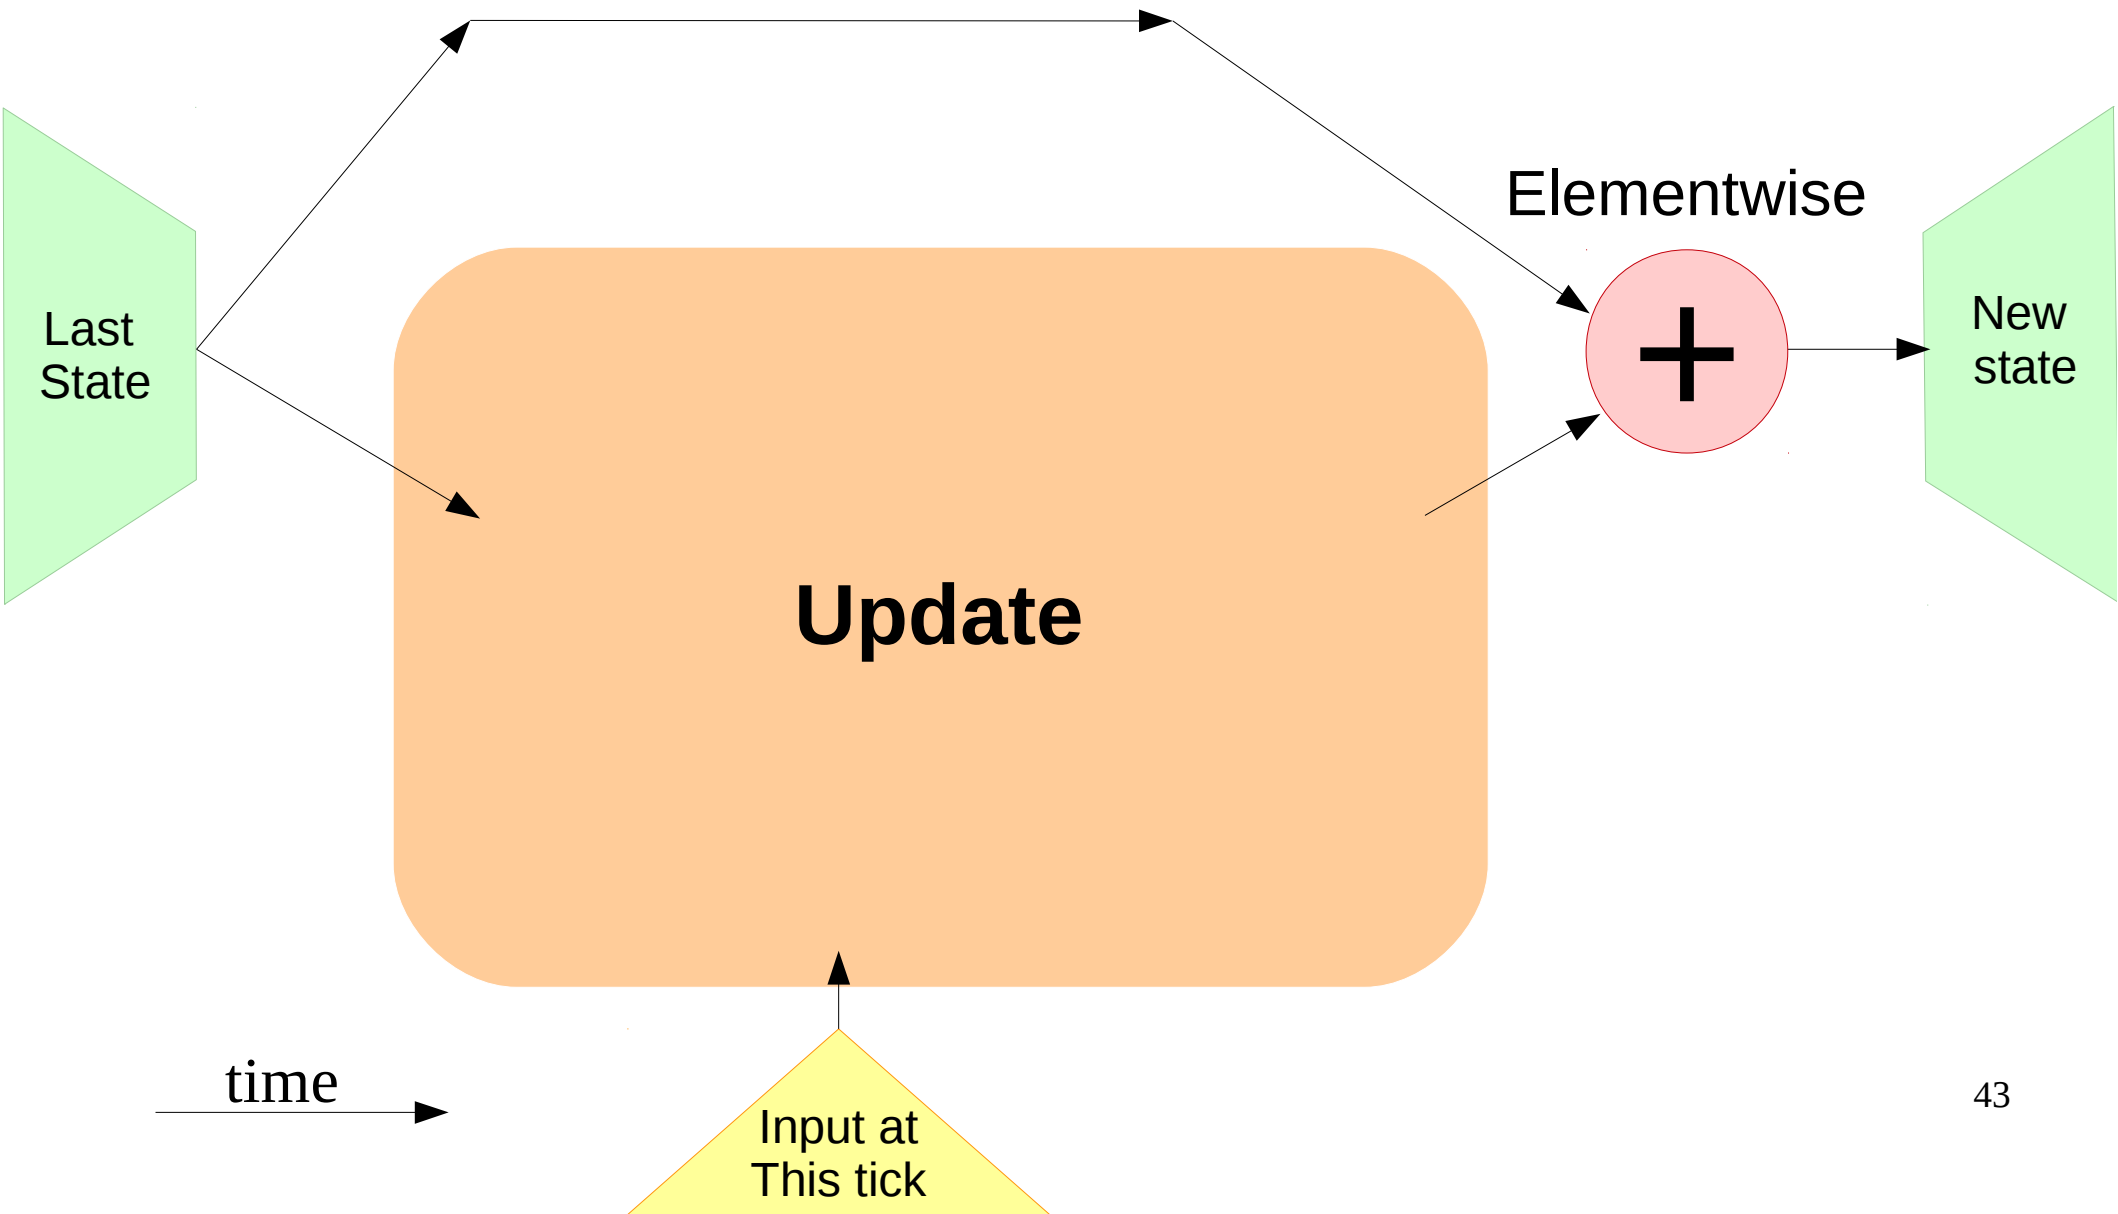 Elementwise
Last
State
+
New
state
Update
time
Input at
This tick
43